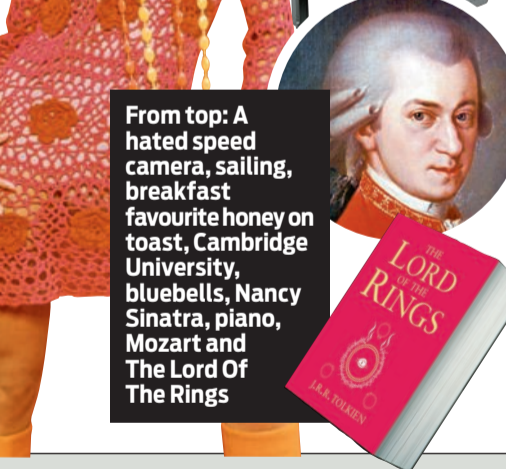 From top: A
hated speed
camera, sailing,
breakfast
favourite honey on
toast, Cambridge
University,
bluebells, Nancy
Sinatra, piano,
Mozart and
The Lord Of
The Rings
THE
LORD
OF THE
RINGS
J.R.R. TOLKIEN